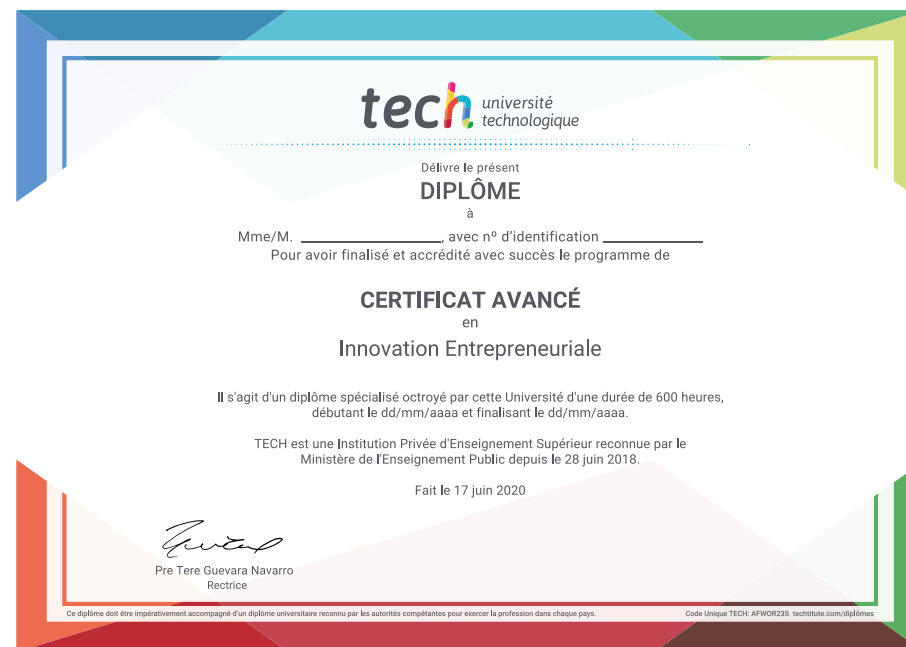 tech université
technologique
Délivre le présent
DIPLÔME
à
Mme/M. ____________________, avec nº d'identification ______________
Pour avoir finalisé et accrédité avec succès le programme de
CERTIFICAT AVANCÉ
en
Innovation Entrepreneuriale
Il s'agit d'un diplôme spécialisé octroyé par cette Université d'une durée de 600 heures,
débutant le dd/mm/aaaa et finalisant le dd/mm/aaaa.
TECH est une Institution Privée d'Enseignement Supérieur reconnue par le
Ministère de l'Enseignement Public depuis le 28 juin 2018.
Fait le 17 juin 2020
Pre Tere Guevara Navarro
Rectrice
Ce diplôme doit être impérativement accompagné d'un diplôme universitaire reconnu par les autorités compétantes pour exercer la profession dans chaque pays.
Code Unique TECH: AFWOR23S techtitute.com/diplômes